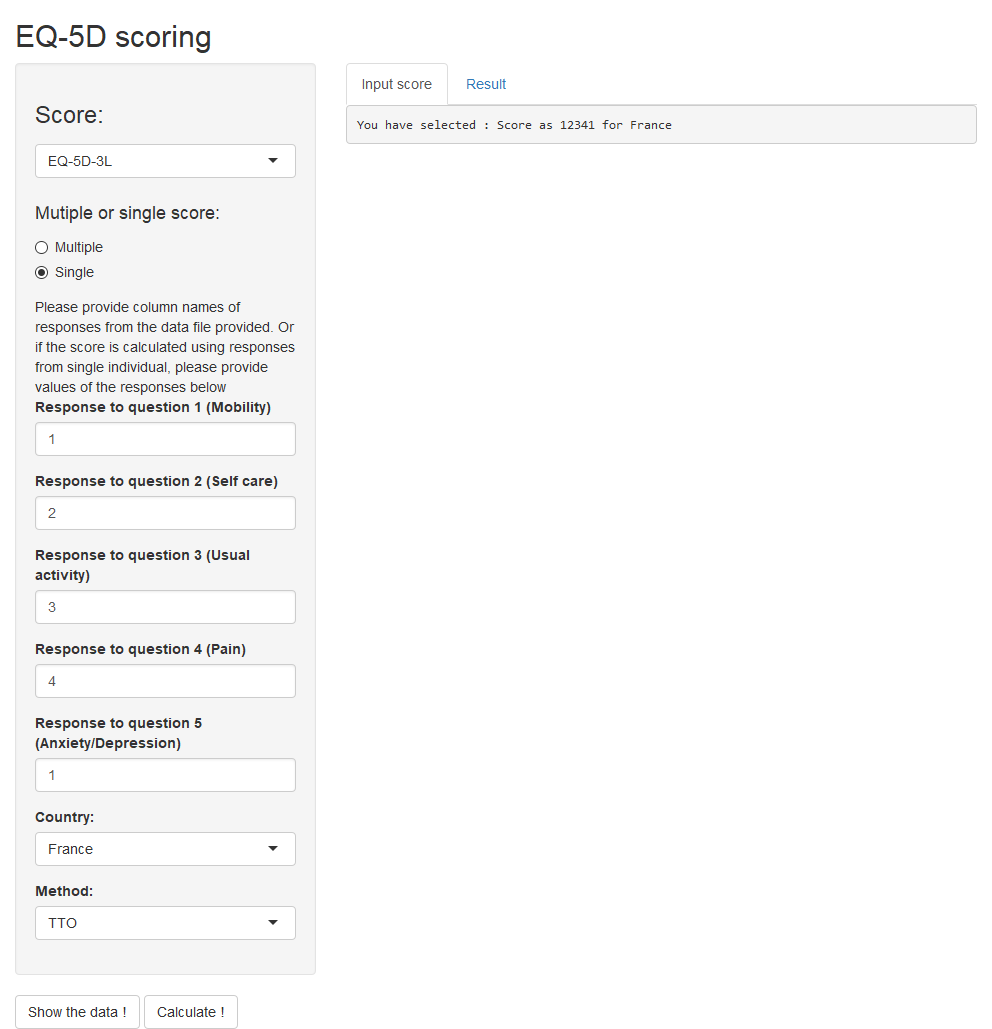 EQ-5D scoring
Score:
EQ-5D-3L
Mutiple or single score:
Multiple
Single
Please provide column names of
responses from the data file provided. Or
if the score is calculated using responses
from single individual, please provide
values of the responses below
Response to question 1 (Mobility)
1
Response to question 2 (Self care)
2
Response to question 3 (Usual
activity)
3
Response to question 4 (Pain)
4
Response to question 5
(Anxiety/Depression)
1
Country:
France
Method:
TTO
Show the data ! Calculate !
Input score Result
You have selected : Score as 12341 for France